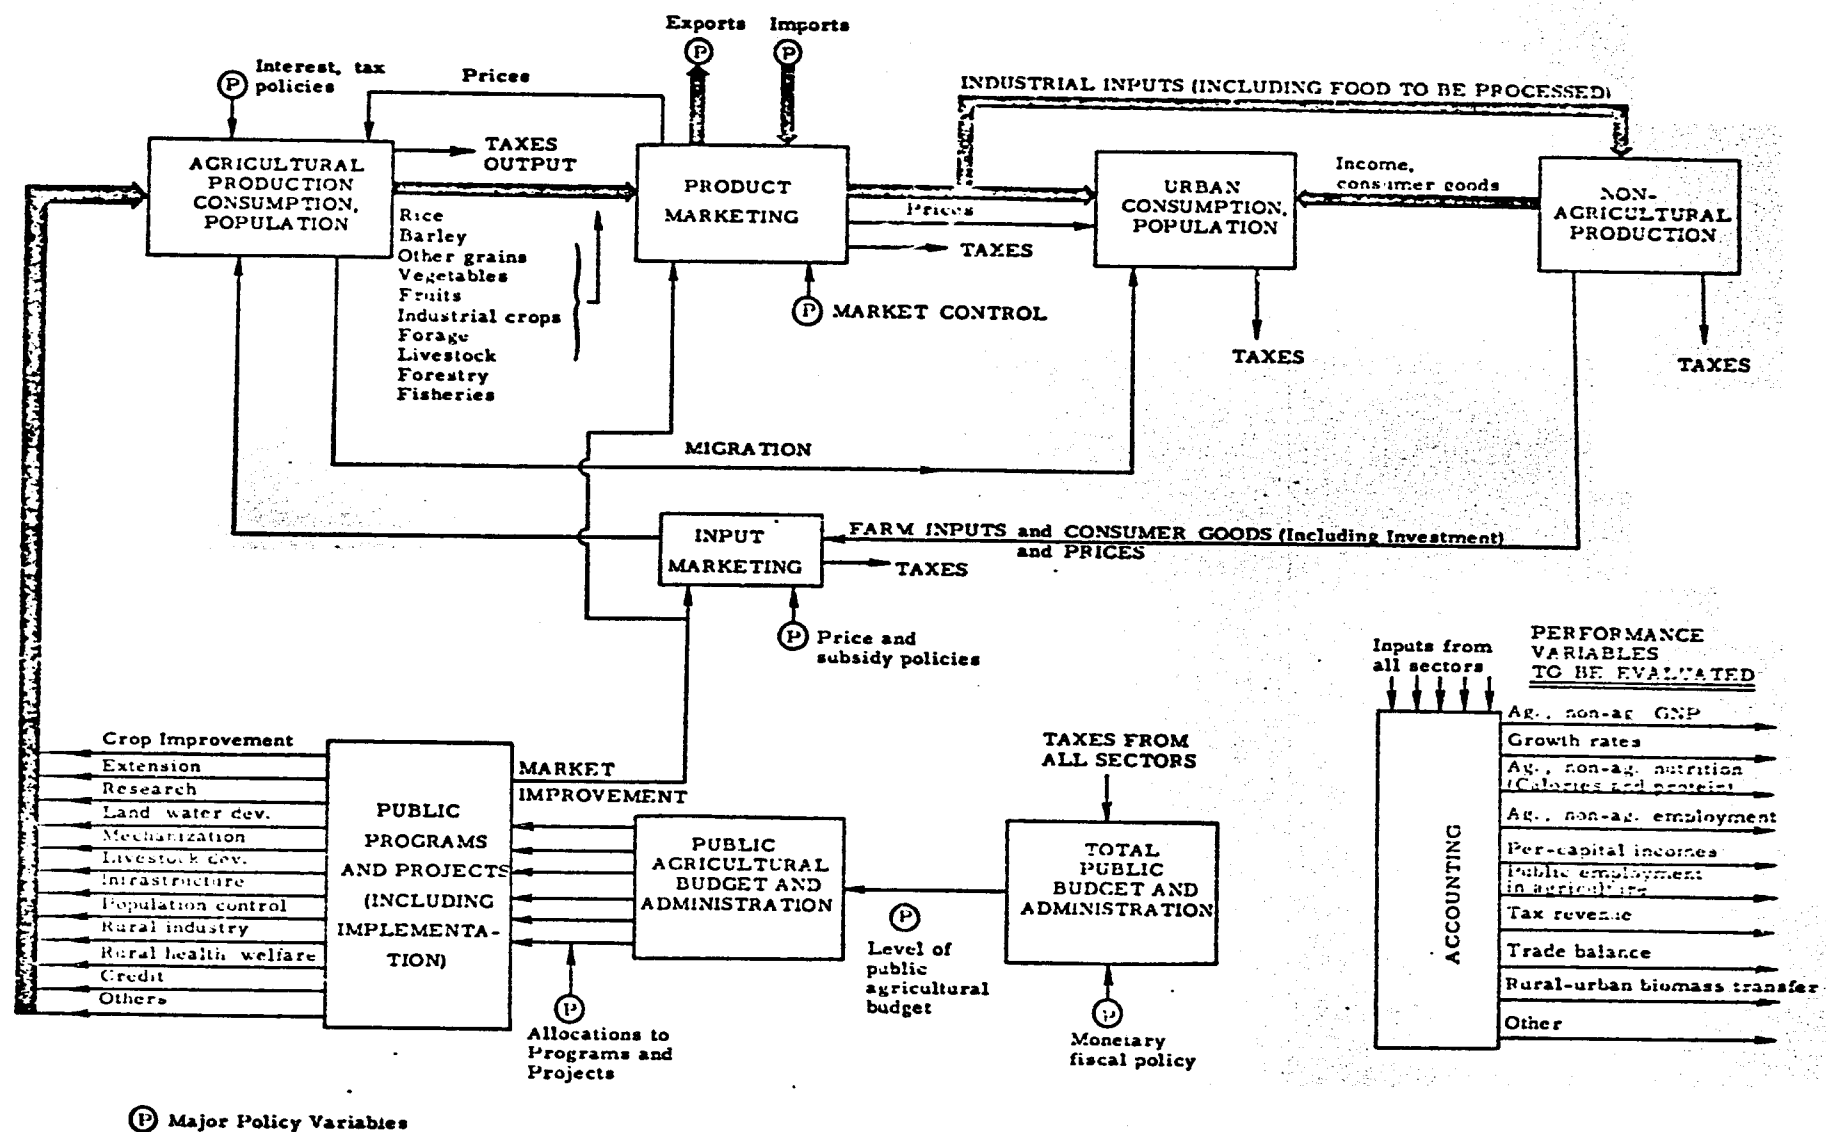 Exports
Imports
P
P
P
Interest, tax
policies
Prices
INDUSTRIAL INPUTS (INCLUDING FOOD TO BE PROCESSED)
AGRICULTURAL
PRODUCTION
CONSUMPTION,
POPULATION
TAXES
OUTPUT
Rice
Barley
Other grains
Vegetables
Fruits
Industrial crops
Forage
Livestock
Forestry
Fisheries
PRODUCT
MARKETING
Prices
TAXES
P
MARKET CONTROL
URBAN
CONSUMPTION,
POPULATION
TAXES
Income,
consumer goods
NON-
AGRICULTURAL
PRODUCTION
TAXES
MIGRATION
INPUT
MARKETING
FARM INPUTS and CONSUMER GOODS (Including Investment)
and PRICES
TAXES
P
Price and
subsidy policies
Crop Improvement
Extension
Research
Land water dev.
Mechanization
Livestock dev.
Infrastructure
Population control
Rural industry
Rural health welfare
Credit
Others
PUBLIC
PROGRAMS
AND PROJECTS
(INCLUDING
IMPLEMENTA-
TION)
MARKET
IMPROVEMENT
P
Allocations to
Programs and
Projects
PUBLIC
AGRICULTURAL
BUDGET AND
ADMINISTRATION
P
Level of
public
agricultural
budget
TAXES FROM
ALL SECTORS
TOTAL
PUBLIC
BUDGET AND
ADMINISTRATION
P
Monetary
fiscal policy
Inputs from
all sectors
ACCOUNTING
PERFORMANCE
VARIABLES
TO BE EVALUATED
Ag., non-ag GNP
Growth rates
Ag., non-ag. nutrition
(Calories and protein)
Ag., non-ag. employment
Per-capital incomes
Public employment
in agriculture
Tax revenue
Trade balance
Rural-urban biomass transfer
Other
P Major Policy Variables